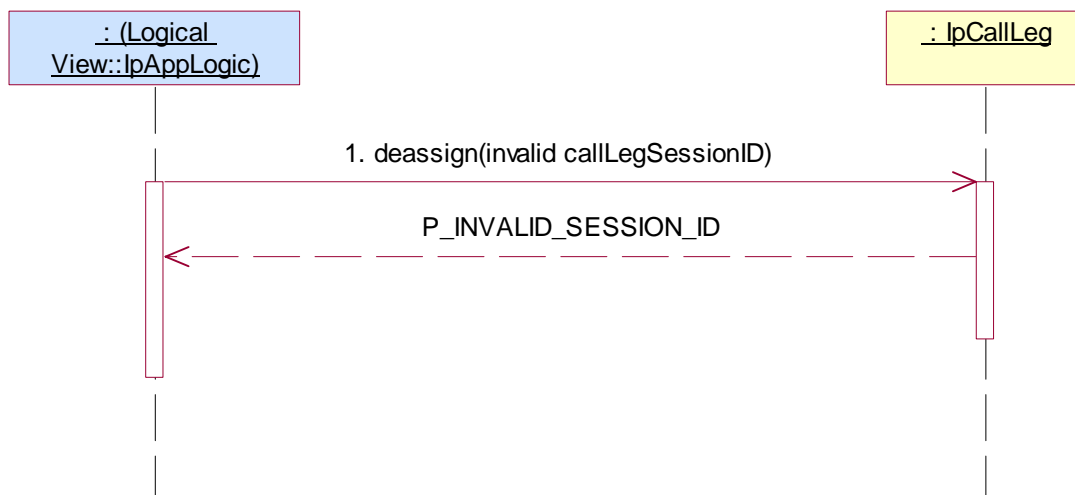 : (Logical
View::IpAppLogic)
: IpCallLeg
1. deassign(invalid callLegSessionID)
P_INVALID_SESSION_ID